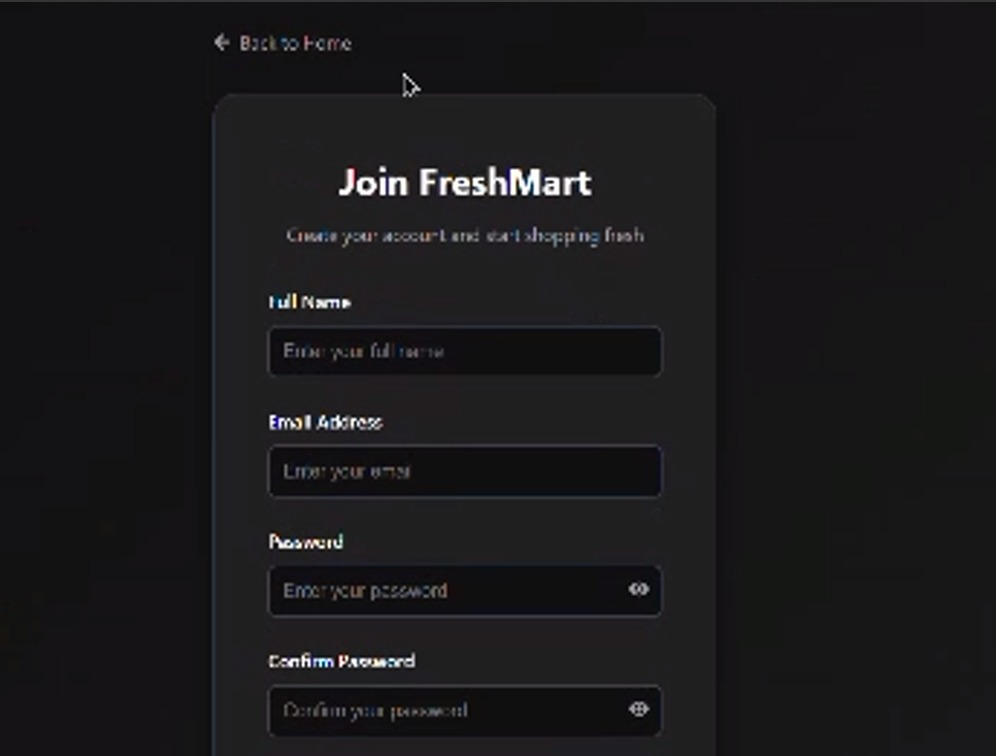 Back to Home
Join FreshMart
Create your account and start shopping fresh
Full Name
Enter your full name
Email Address
Enter your email
Password
Enter your password
Confirm Password
Confirm your password